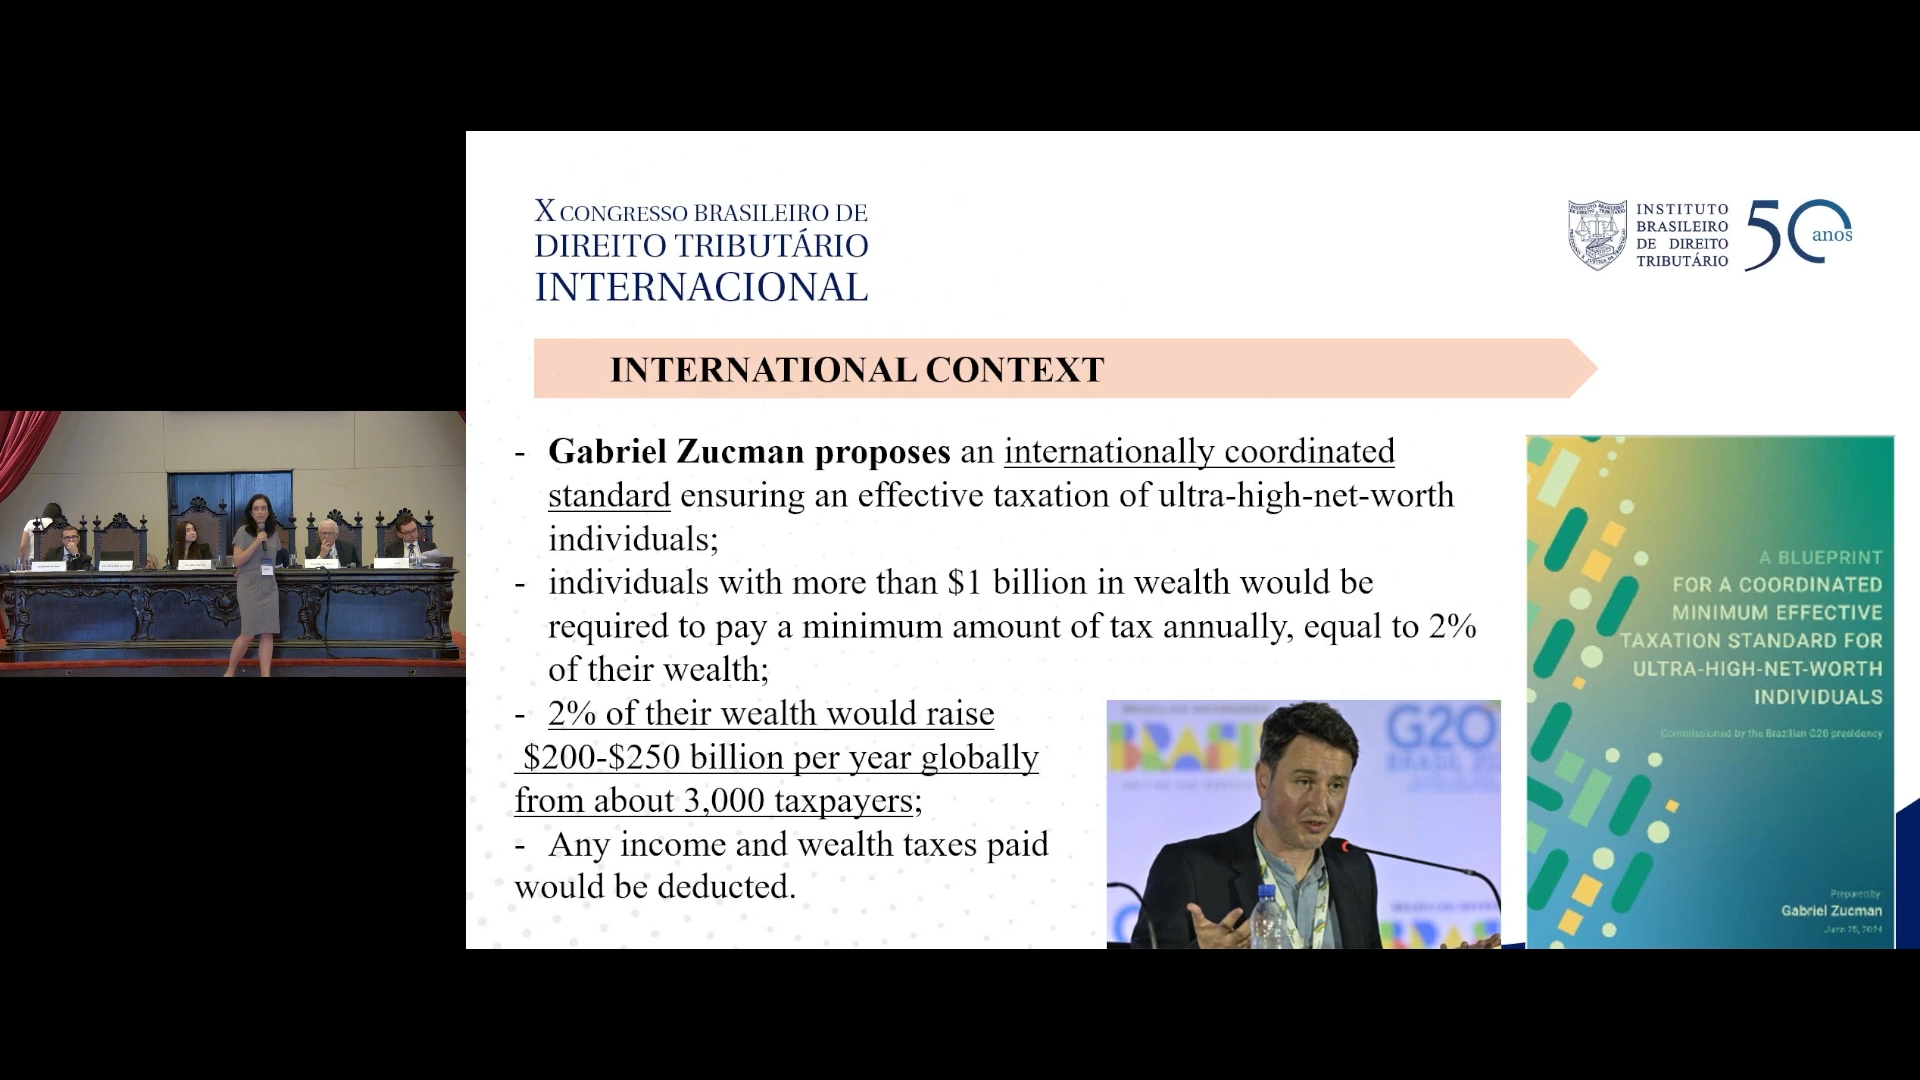 X CONGRESSO BRASILEIRO DE
DIREITO TRIBUTÁRIO
INTERNACIONAL
INSTITUTO
BRASILEIRO
DE DIREITO
TRIBUTÁRIO
50
anos
INTERNATIONAL CONTEXT
- Gabriel Zucman proposes an internationally coordinated
standard ensuring an effective taxation of ultra-high-net-worth
individuals;
- individuals with more than $1 billion in wealth would be
required to pay a minimum amount of tax annually, equal to 2%
of their wealth;
- 2% of their wealth would raise
$200-$250 billion per year globally
from about 3,000 taxpayers;
- Any income and wealth taxes paid
would be deducted.
BRASIL
G20
A BLUEPRINT
FOR A COORDINATED
MINIMUM EFFECTIVE
TAXATION STANDARD FOR
ULTRA-HIGH-NET-WORTH
INDIVIDUALS
Commissioned by the Brazilian G20 presidency
Prepared by
Gabriel Zucman
June 25, 2024